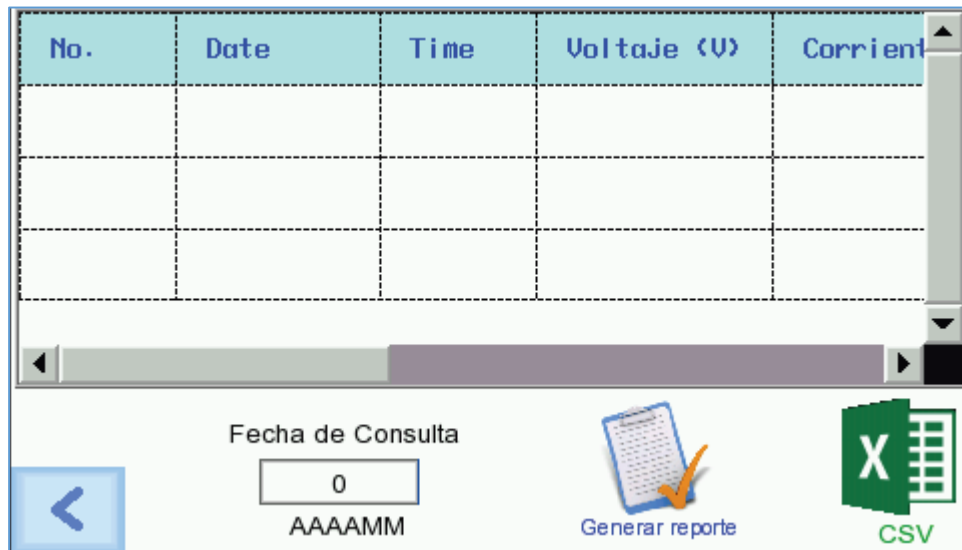 No. Date Time Voltaje (V) Corrient
Fecha de Consulta
0
AAAAMM
Generar reporte
X
CSV